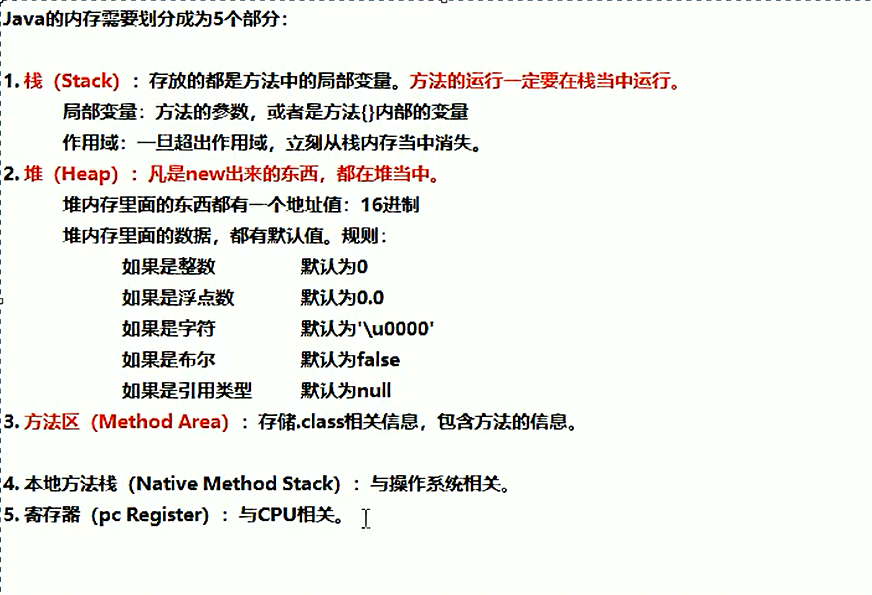 Java的内存需要划分成为5个部分：
1. 栈（Stack）：存放的都是方法中的局部变量。方法的运行一定要在栈当中运行。
局部变量：方法的参数，或者是方法{}内部的变量
作用域：一旦超出作用域，立刻从栈内存当中消失。
2. 堆（Heap）：凡是new出来的东西，都在堆当中。
堆内存里面的东西都有一个地址值：16进制
堆内存里面的数据，都有默认值。规则：
如果是整数 默认为0
如果是浮点数 默认为0.0
如果是字符 默认为'\u0000'
如果是布尔 默认为false
如果是引用类型 默认为null
3. 方法区（Method Area）：存储.class相关信息，包含方法的信息。
4. 本地方法栈（Native Method Stack）：与操作系统相关。
5. 寄存器（pc Register）：与CPU相关。